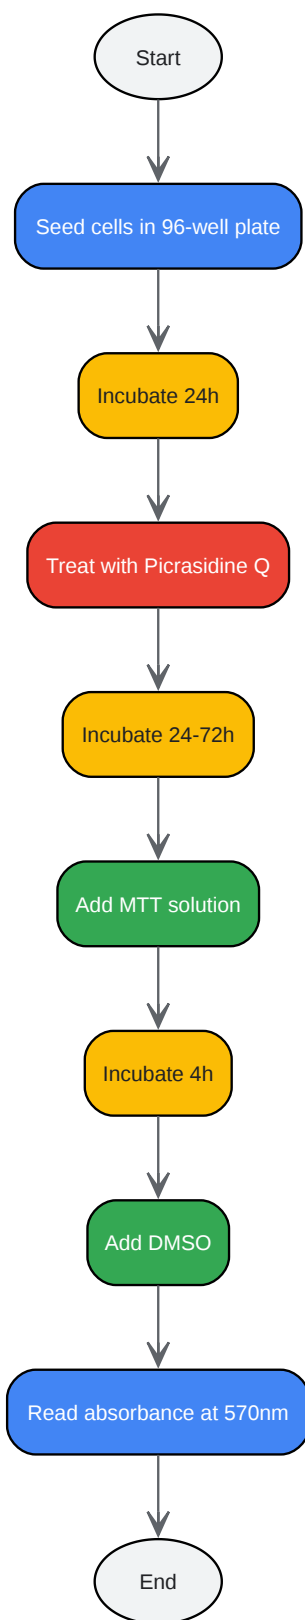 Start
Seed cells in 96-well plate
Incubate 24h
Treat with Picrasidine Q
Incubate 24-72h
Add MTT solution
Incubate 4h
Add DMSO
Read absorbance at 570nm
End